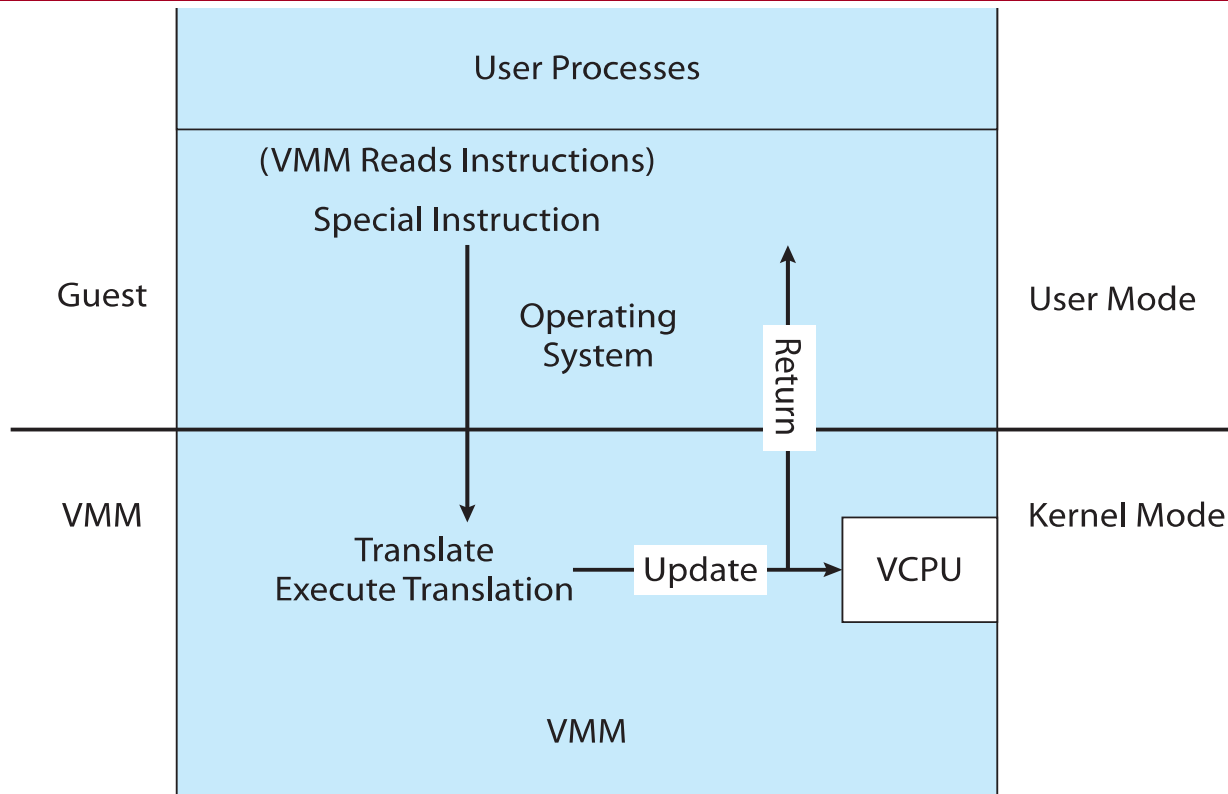 User Processes
(VMM Reads Instructions)
Special Instruction
Guest
User Mode
Operating
System
Return
VMM
Kernel Mode
Translate
Execute Translation
Update
VCPU
VMM